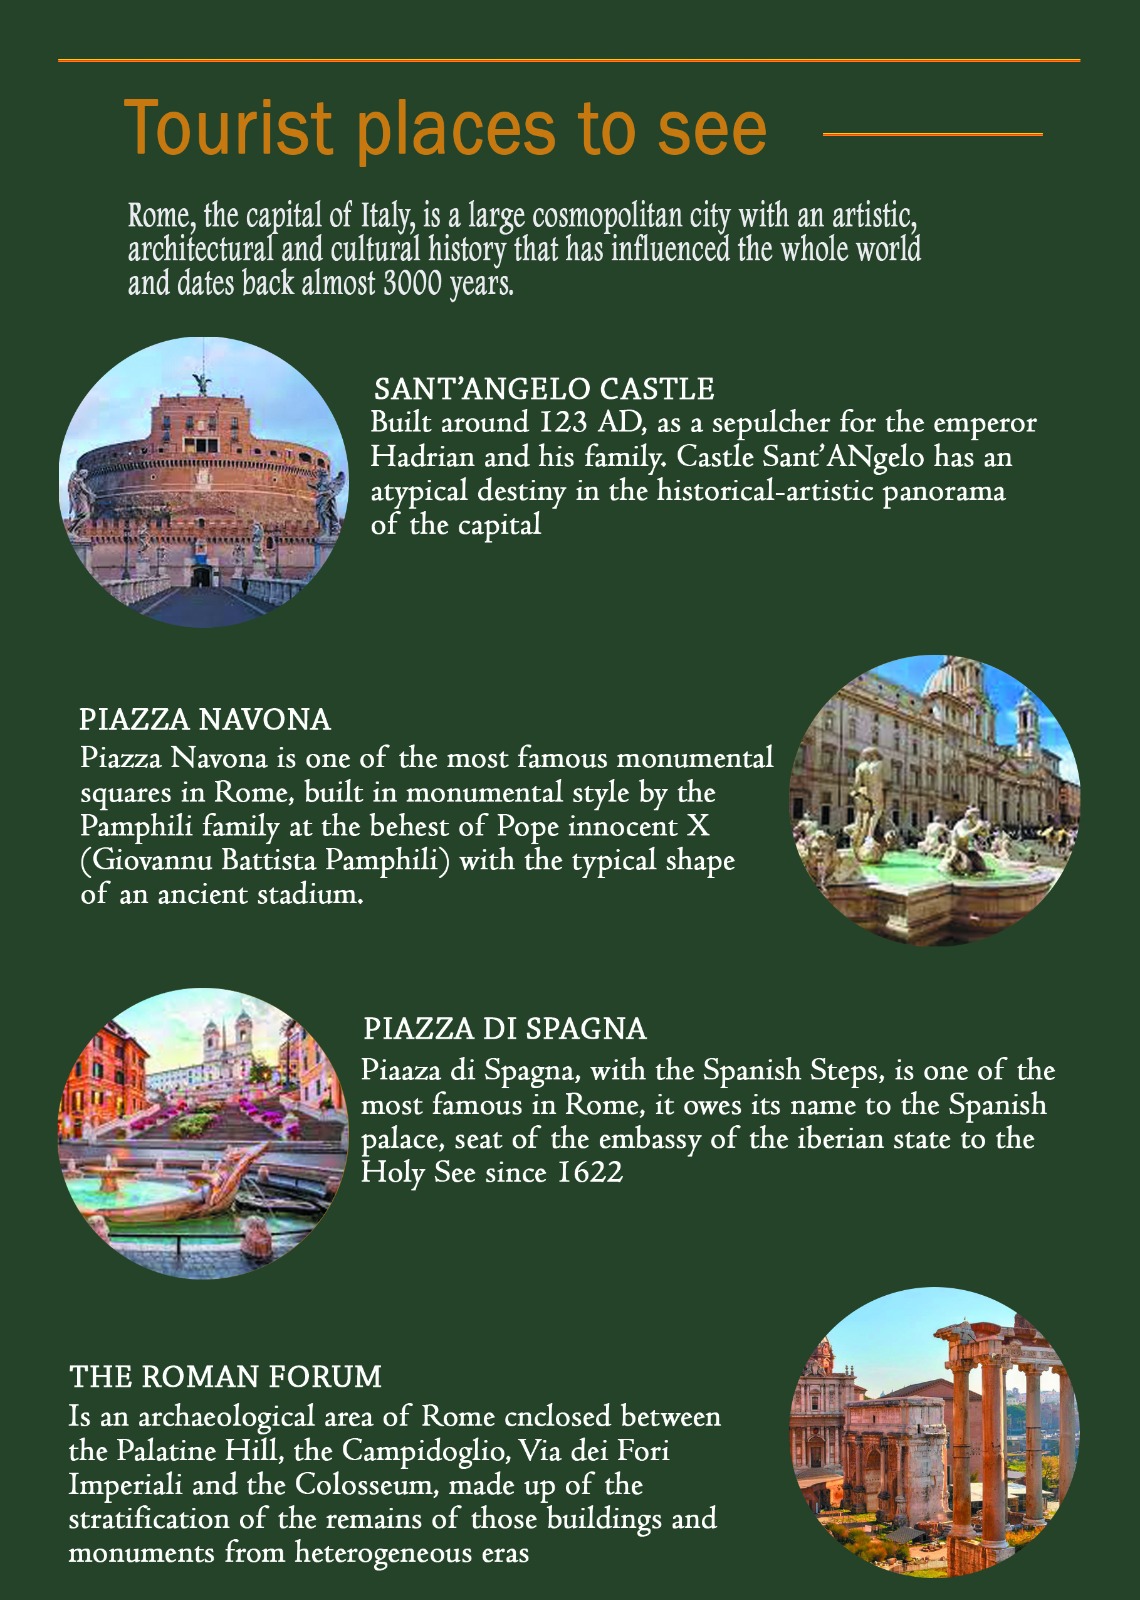 Tourist places to see
Rome, the capital of Italy, is a large cosmopolitan city with an artistic,
architectural and cultural history that has influenced the whole world
and dates back almost 3000 years.
SANT’ANGELO CASTLE
Built around 123 AD, as a sepulcher for the emperor
Hadrian and his family. Castle Sant’ANgelo has an
atypical destiny in the historical-artistic panorama
of the capital
PIAZZA NAVONA
Piazza Navona is one of the most famous monumental
squares in Rome, built in monumental style by the
Pamphili family at the behest of Pope innocent X
(Giovannu Battista Pamphili) with the typical shape
of an ancient stadium.
PIAZZA DI SPAGNA
Piaaza di Spagna, with the Spanish Steps, is one of the
most famous in Rome, it owes its name to the Spanish
palace, seat of the embassy of the iberian state to the
Holy See since 1622
THE ROMAN FORUM
Is an archaeological area of Rome cnclosed between
the Palatine Hill, the Campidoglio, Via dei Fori
Imperiali and the Colosseum, made up of the
stratification of the remains of those buildings and
monuments from heterogeneous eras